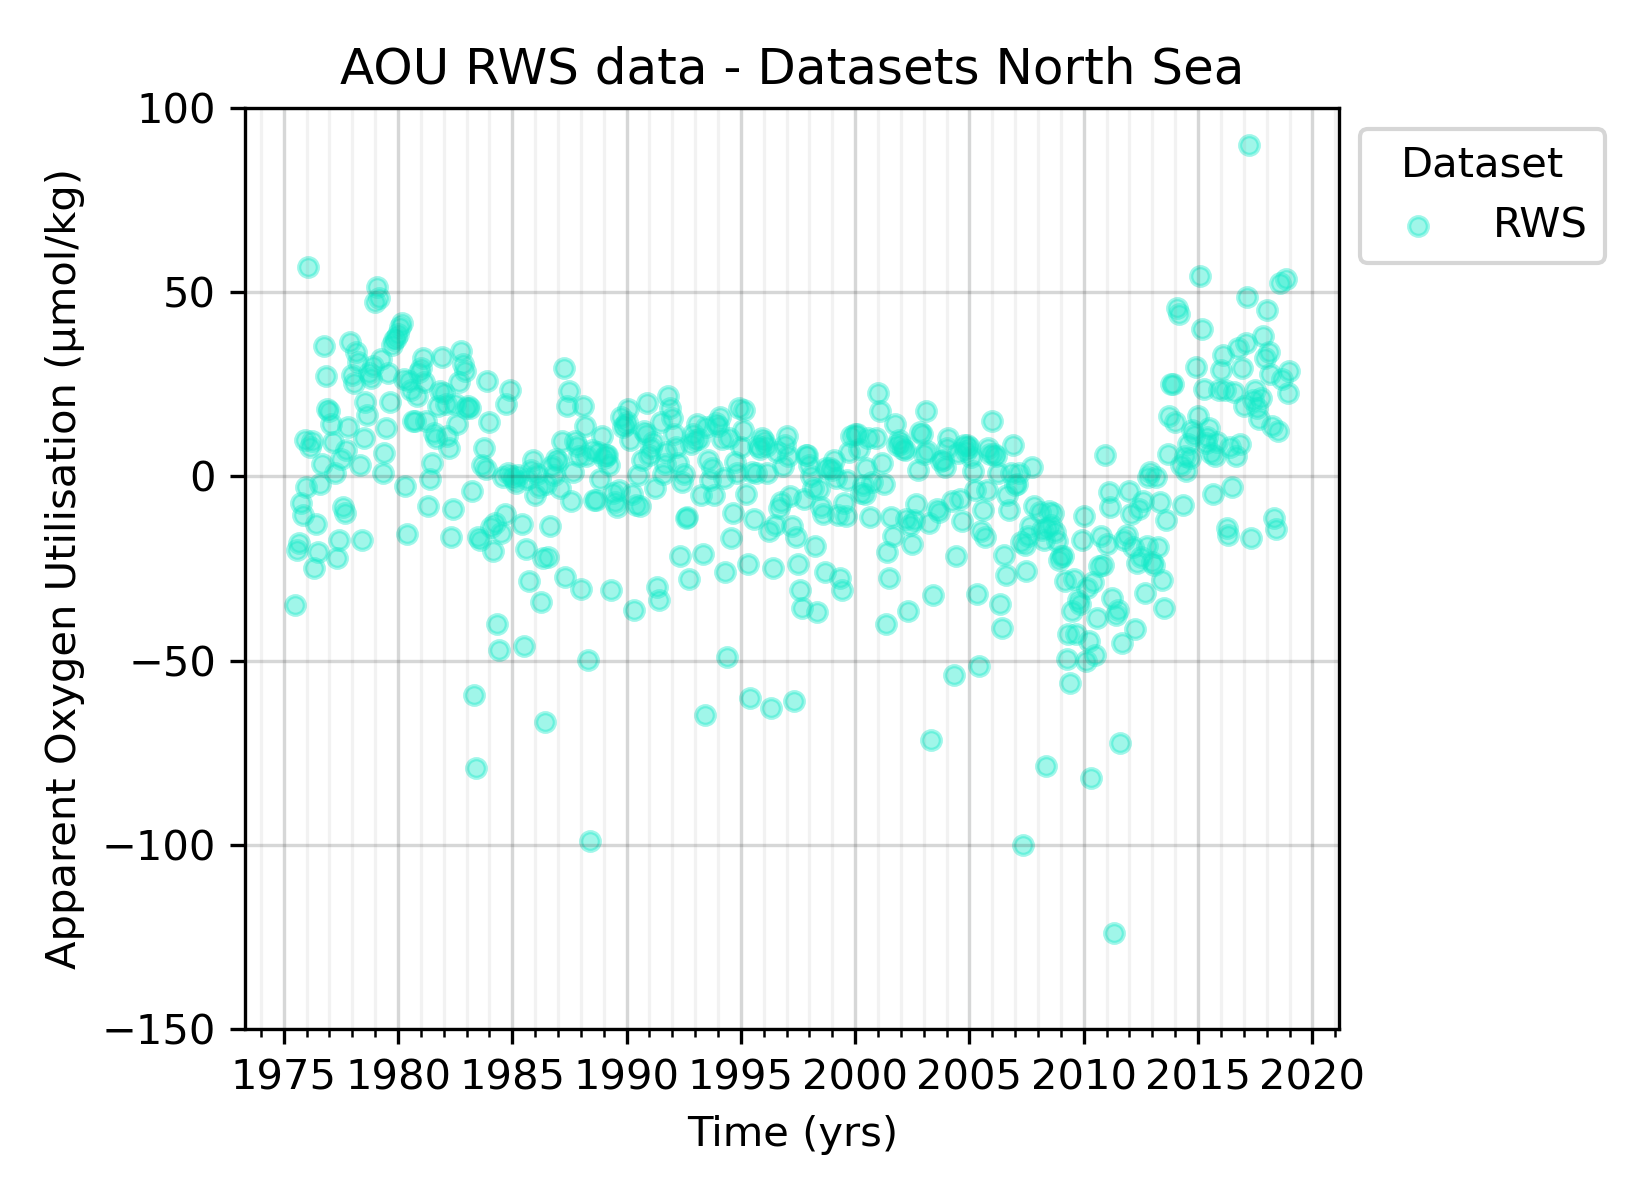 AOU RWS data - Datasets North Sea
100
50
0
−50
−100
−150
Apparent Oxygen Utilisation (μmol/kg)
1975 1980 1985 1990 1995 2000 2005 2010 2015 2020
Time (yrs)
Dataset
RWS